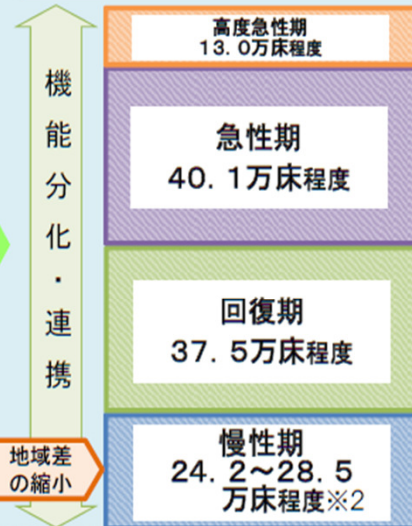 機能分化・連携
高度急性期
13.0万床程度
急性期
40.1万床程度
回復期
37.5万床程度
地域差
の縮小
慢性期
24.2～28.5
万床程度※2